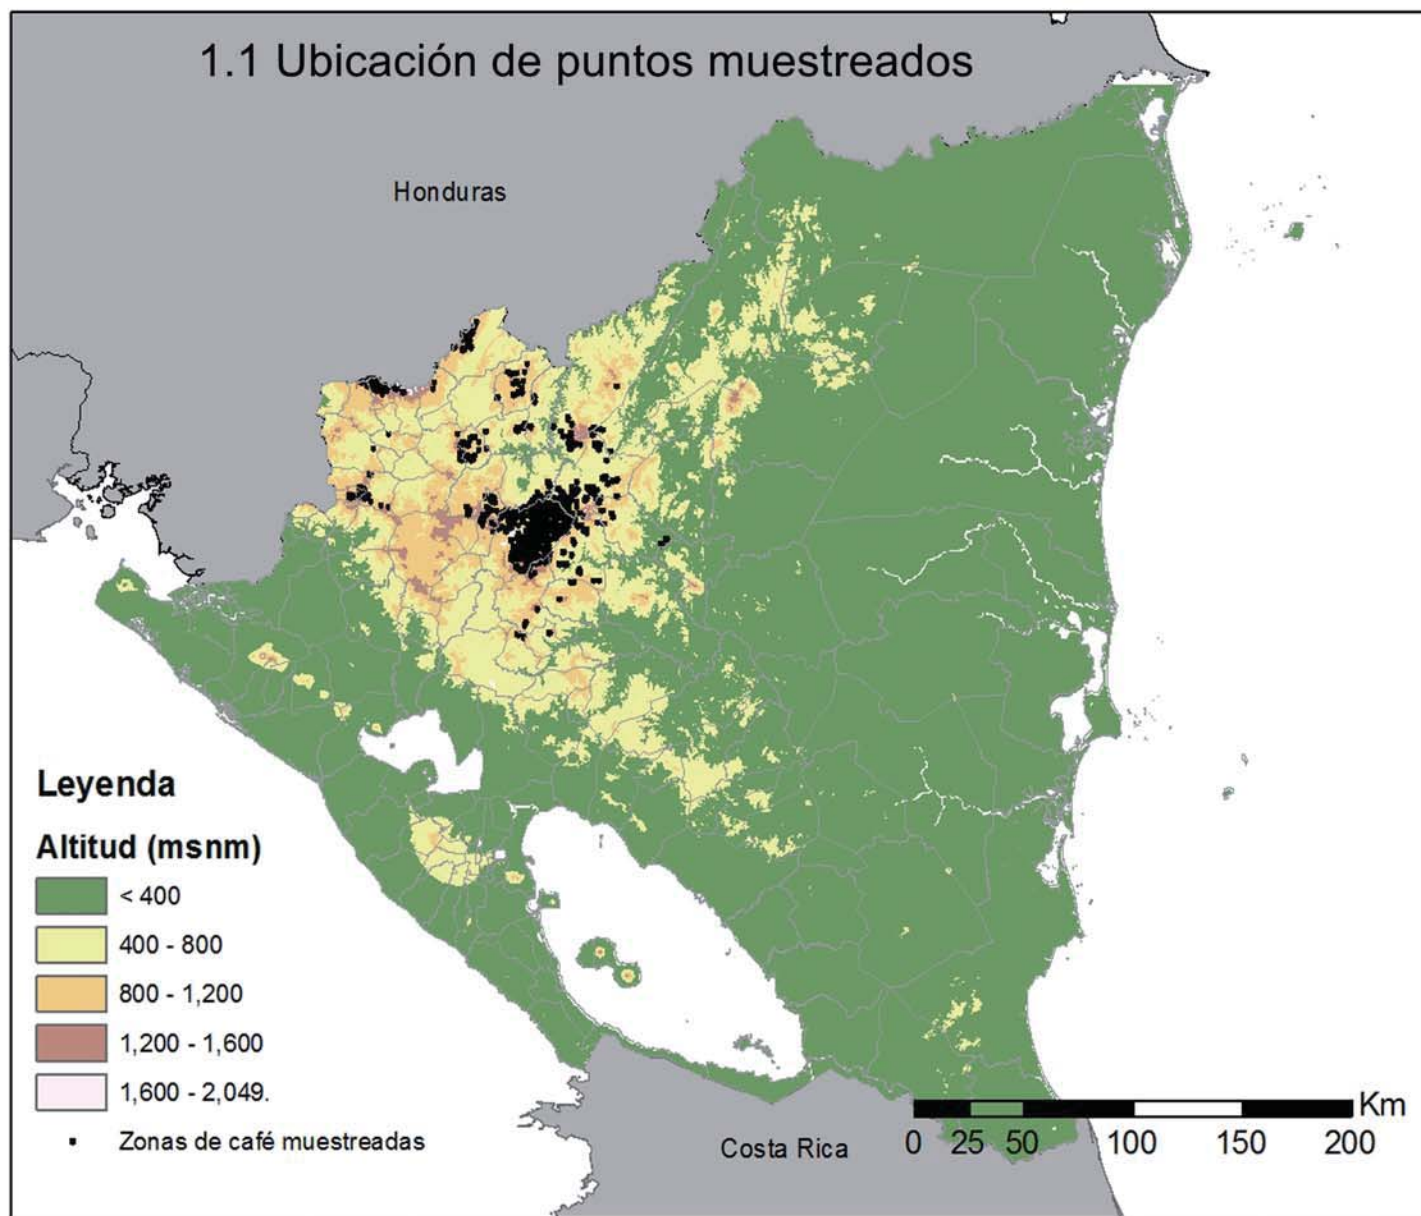 1.1 Ubicación de puntos muestreados
Honduras
Leyenda
Altitud (msnm)
< 400
400 - 800
800 - 1,200
1,200 - 1,600
1,600 - 2,049.
Zonas de café muestreadas
Costa Rica
Km
0 25 50 100 150 200